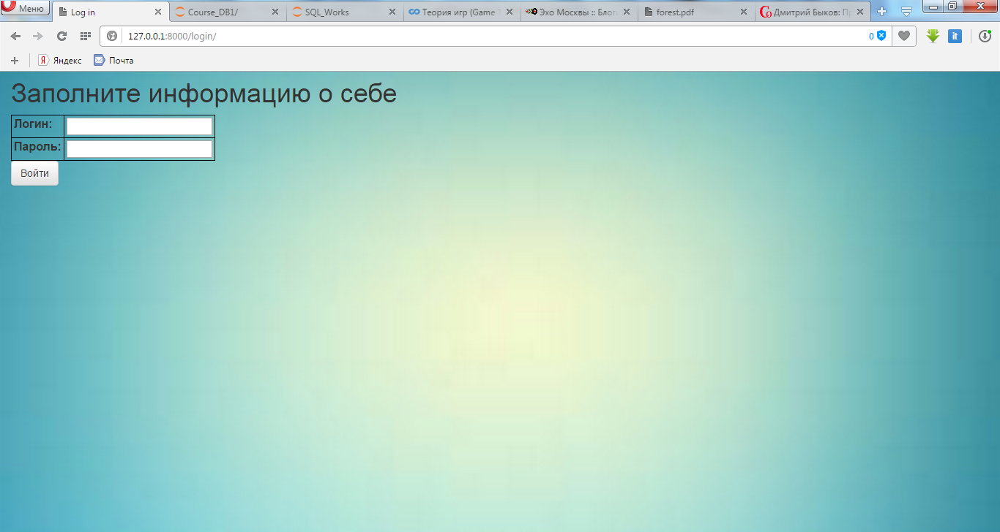 Меню
Log in
Course_DB1/
SQL_Works
Теория игр (Game
Эхо Москвы :: Блог
forest.pdf
Дмитрий Быков:
127.0.0.1:8000/login/
0
it
Яндекс
Почта
Заполните информацию о себе
Логин:
Пароль:
Войти